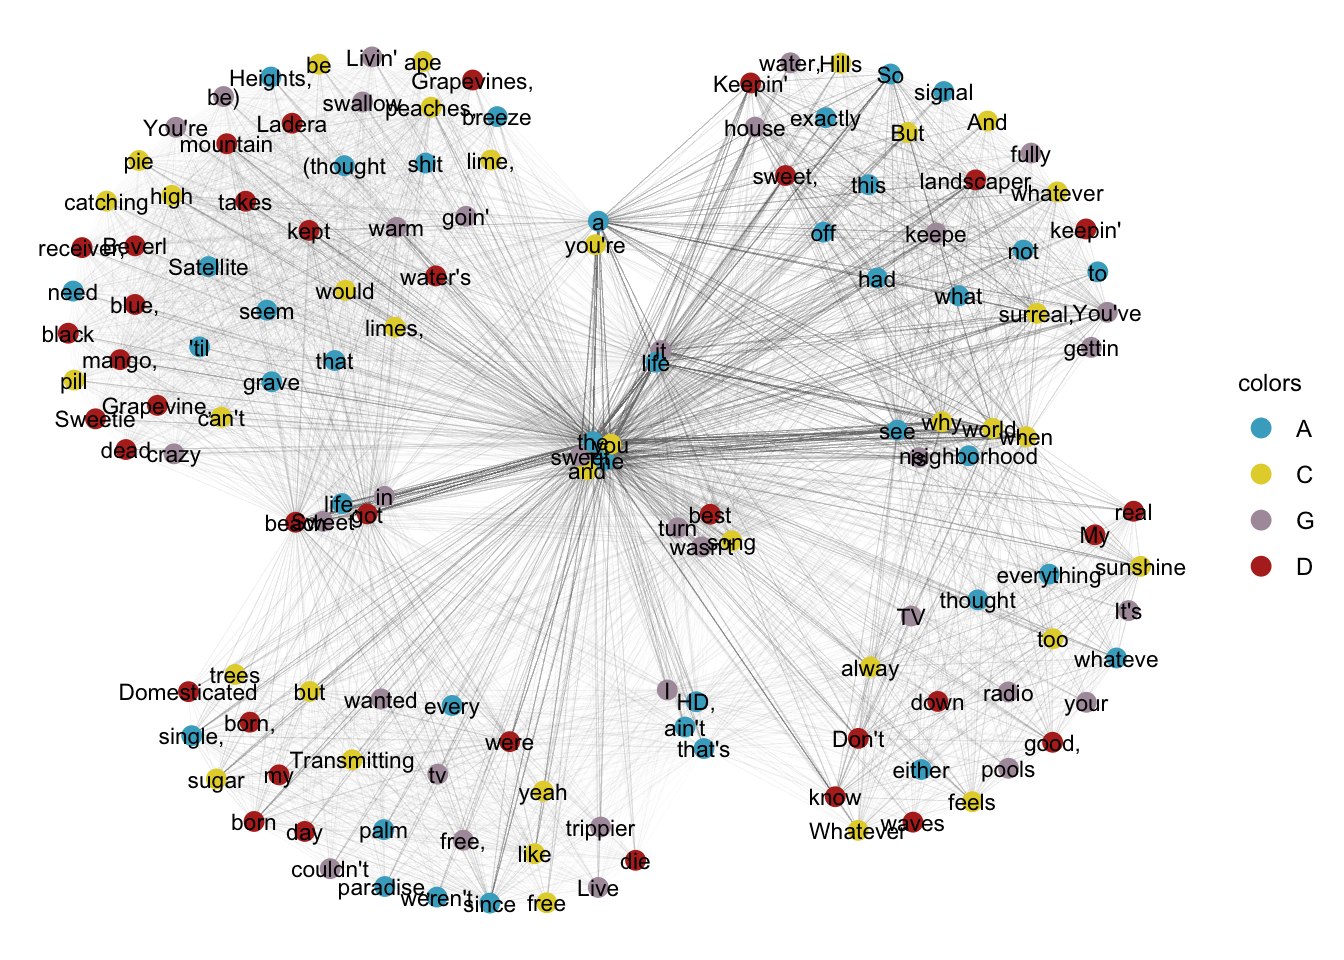 Livin'
be
ape
Heights,
Grapevines,
be)
swallow
peaches,
breeze
You're
Ladera
mountain
pie
(thought
shit
lime,
catching
high
takes
kept
warm
goin'
receiver,
Beverl
Satellite
water's
need
blue,
seem
would
limes,
black
'til
that
mango,
pill
grave
Grapevine,
Sweetie
can't
dead
crazy
water,
Hills
Keepin'
So
signal
house
exactly
But
And
fully
sweet,
this
landscaper
whatever
off
keepe
keepin'
had
not
to
what
surreal,
You've
gettin
a
you're
it
life
the
you
sweet
me
and
see
why
world
when
is
neighborhood
life
in
beach
Sweet
got
best
turn
song
wasn't
real
My
everything
sunshine
thought
TV
It's
too
whateve
alway
down
radio
your
Don't
good,
either
pools
know
feels
Whatever
waves
trees
Domesticated
but
wanted
every
single,
born,
were
Transmitting
sugar
my
tv
yeah
born
day
palm
free,
trippier
couldn't
like
die
paradise
weren't
since
free
Live
I
HD,
ain't
that's
colors
A
C
G
D